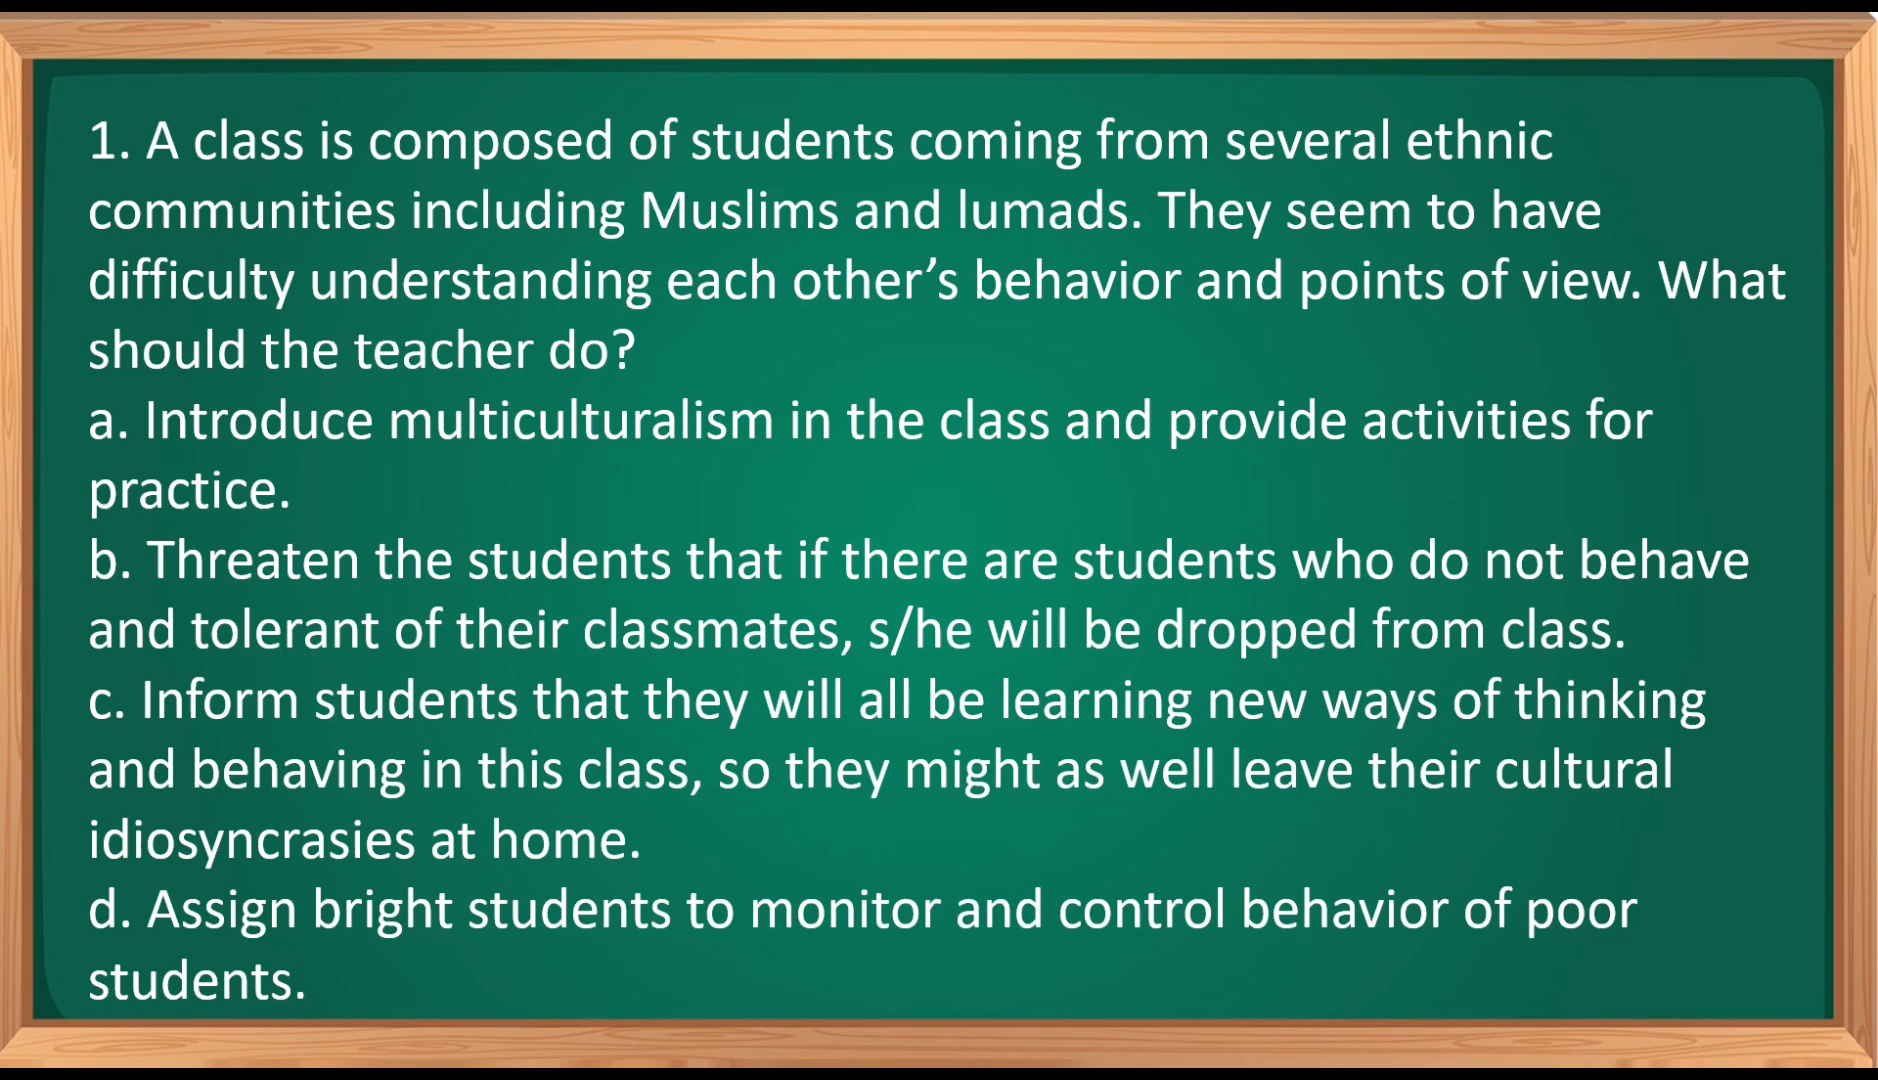 1. A class is composed of students coming from several ethnic
communities including Muslims and lumads. They seem to have
difficulty understanding each other’s behavior and points of view. What
should the teacher do?
a. Introduce multiculturalism in the class and provide activities for
practice.
b. Threaten the students that if there are students who do not behave
and tolerant of their classmates, s/he will be dropped from class.
c. Inform students that they will all be learning new ways of thinking
and behaving in this class, so they might as well leave their cultural
idiosyncrasies at home.
d. Assign bright students to monitor and control behavior of poor
students.